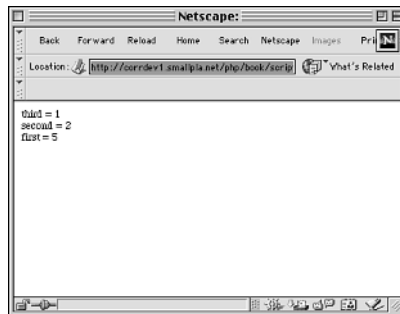 Netscape:
Back Forward Reload Home Search Netscape Images Pri
Location: http://corrdev1.smallpla.net/php/book/scrip What's Related
third = 1
second = 2
first = 5